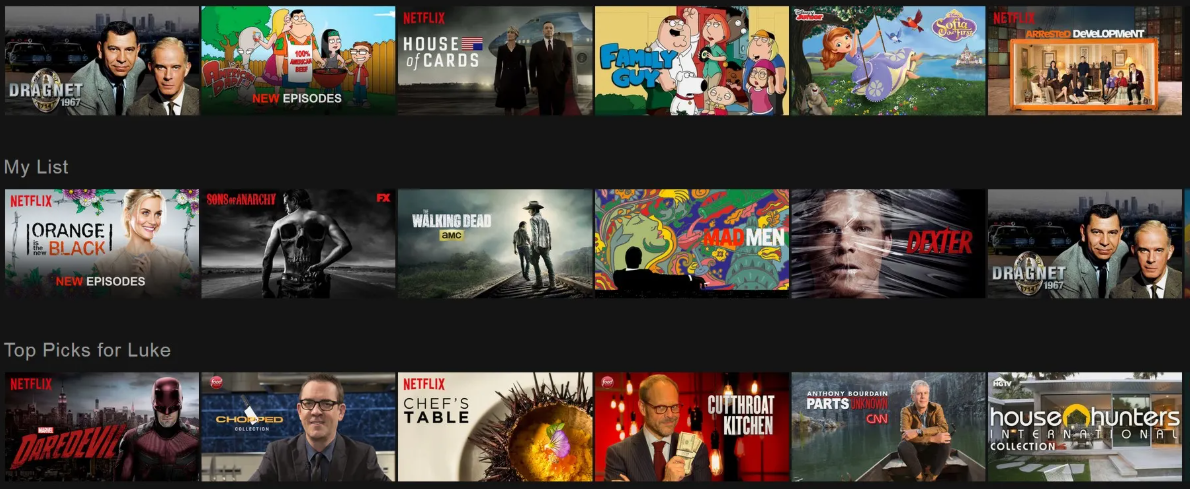 DRAGNET
1967
100%
AMERICAN
BEEF
NEW EPISODES
NETFLIX
HOUSE
of CARDS
FAMILY
GUY
Disney
Junior
Sofia
the First
NETFLIX
ARRESTED DEVELOPMENT
My List
NETFLIX
ORANGE
is the new
BLACK
NEW EPISODES
SONS OF ANARCHY
FX
THE
WALKING DEAD
amc
MAD MEN
DEXTER
DRAGNET
1967
Top Picks for Luke
NETFLIX
MARVEL
DAREDEVIL
food
CHOPPED
COLLECTION
NETFLIX
CHEF'S
TABLE
food
CUTTHROAT
KITCHEN
ANTHONY BOURDAIN
PARTS UNKNOWN
CNN
HGTV
house hunters
INTERNATIONAL
COLLECTION